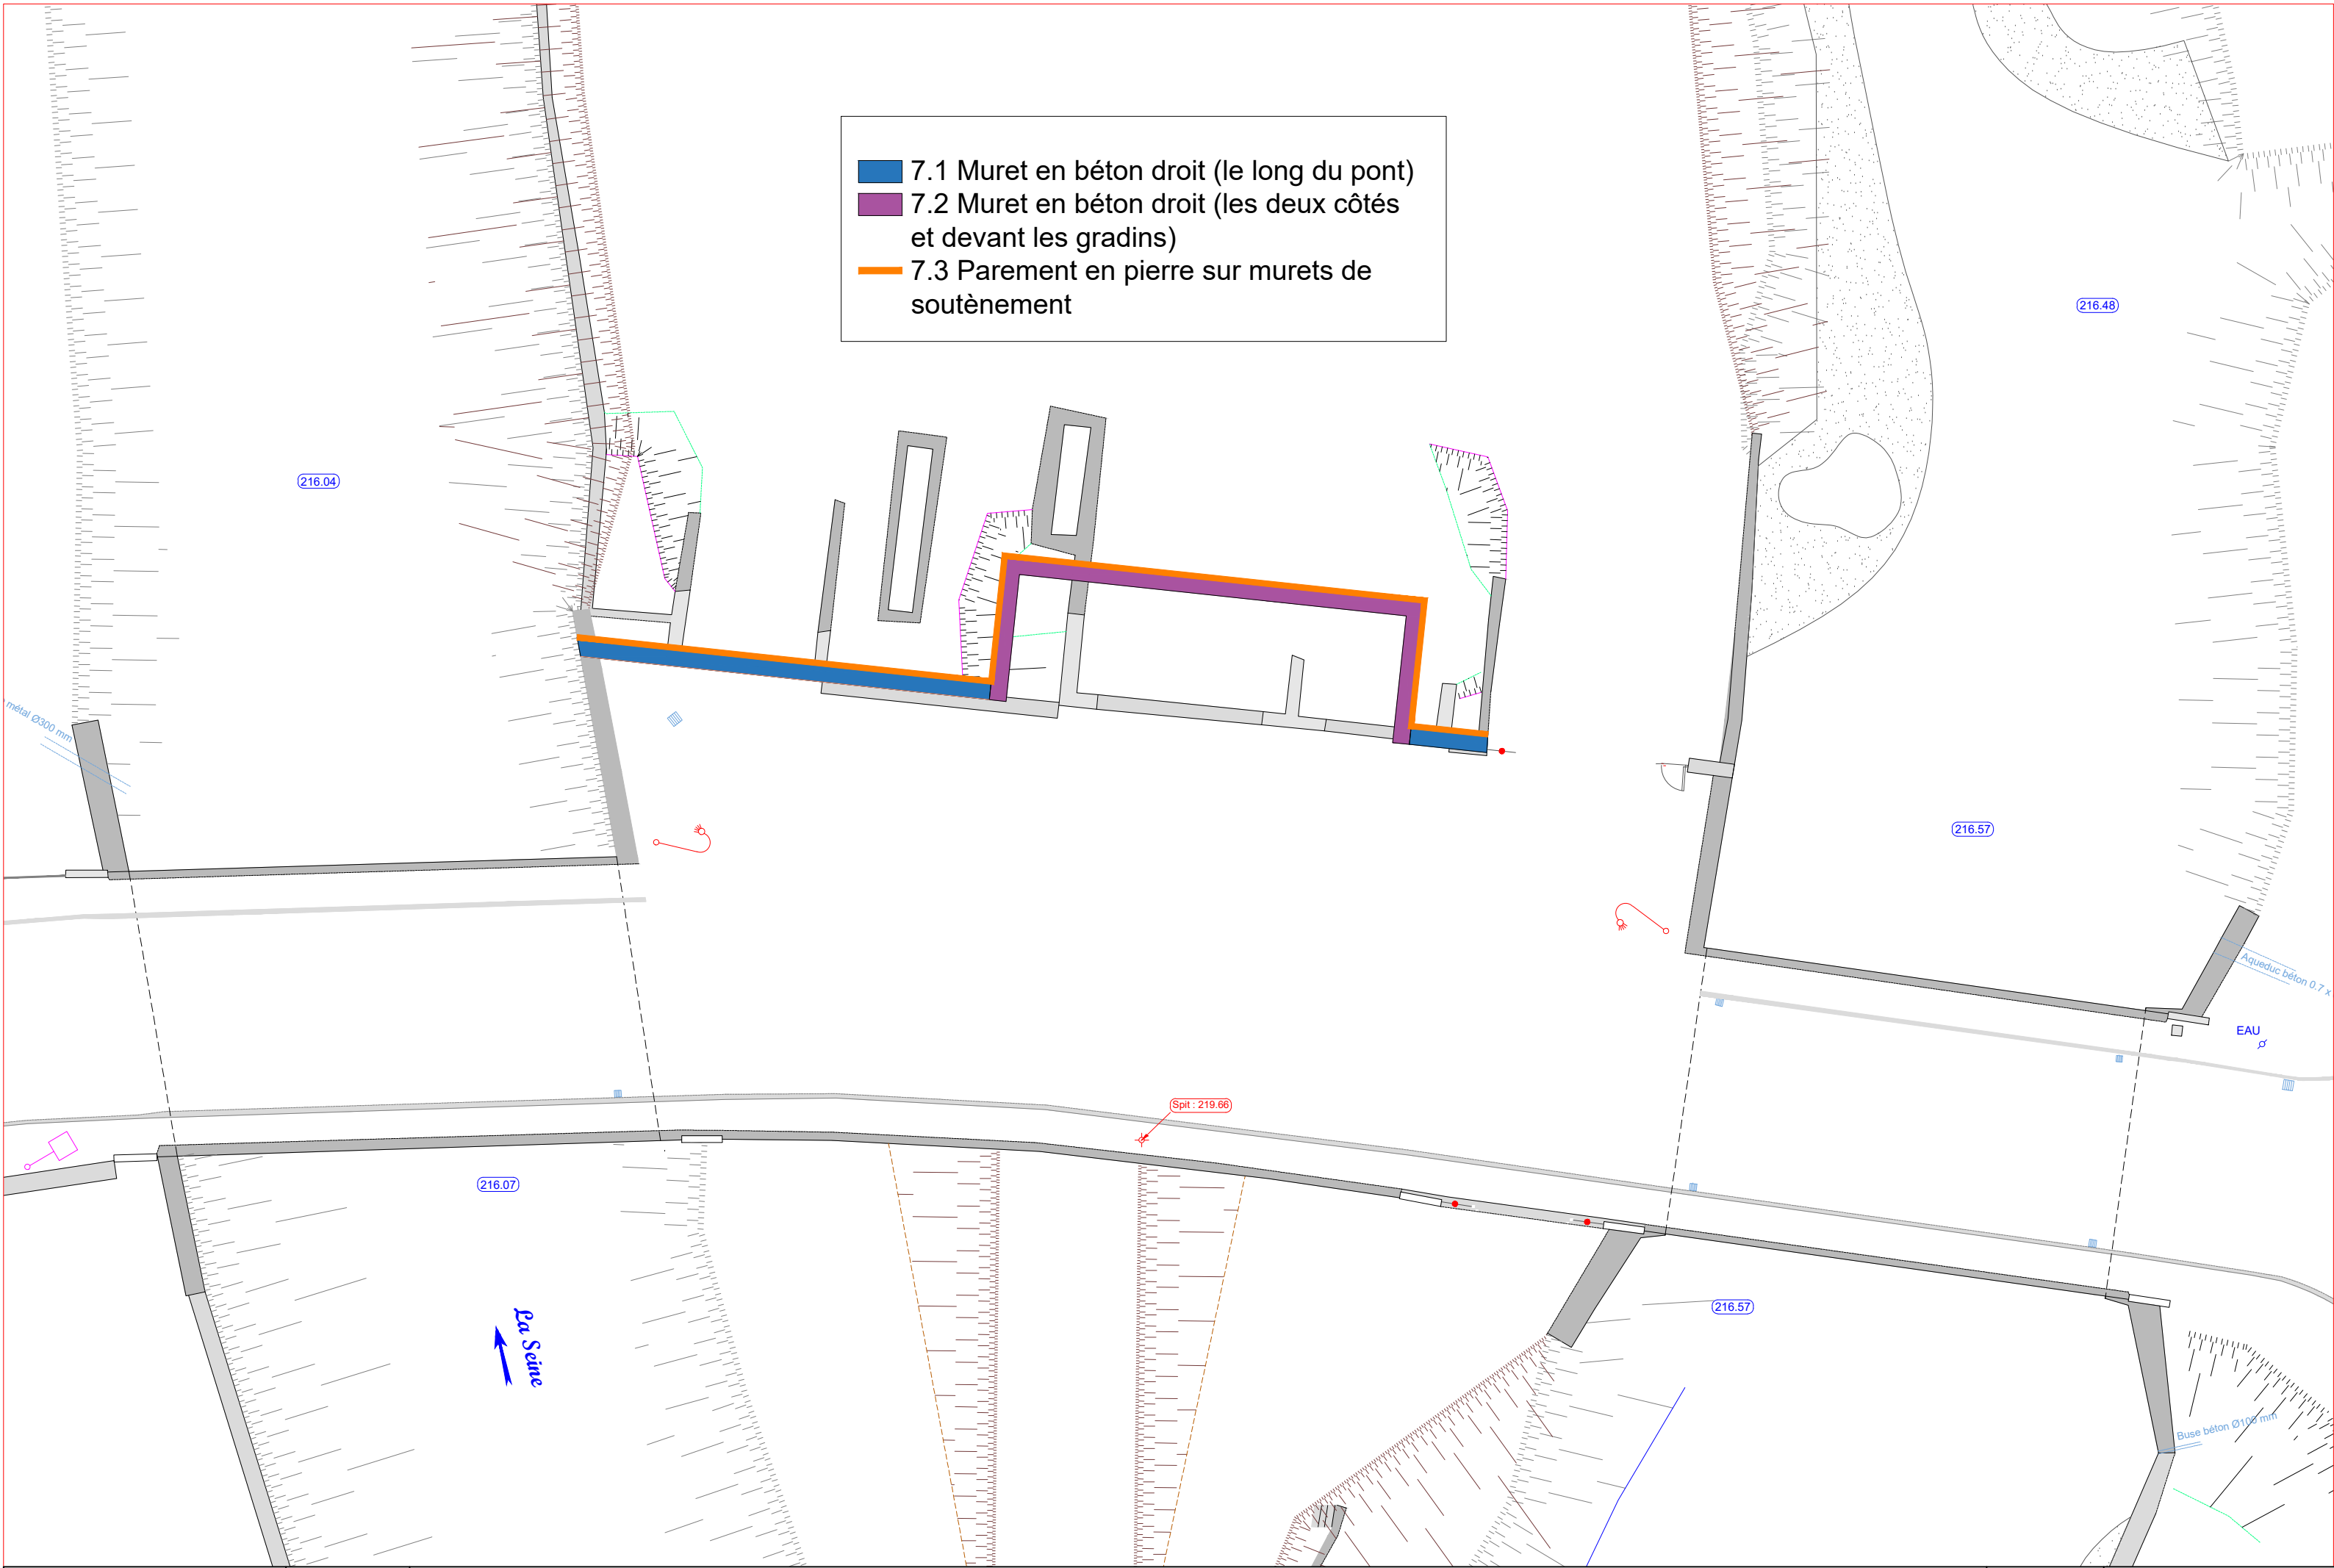 7.1 Muret en béton droit (le long du pont)
7.2 Muret en béton droit (les deux côtés
et devant les gradins)
7.3 Parement en pierre sur murets de
soutènement
216.48
216.04
métal Ø300 mm
216.57
Aqueduc béton 0.7 x
EAU
Spit : 219.66
216.07
216.57
La Seine
Buse béton Ø100 mm